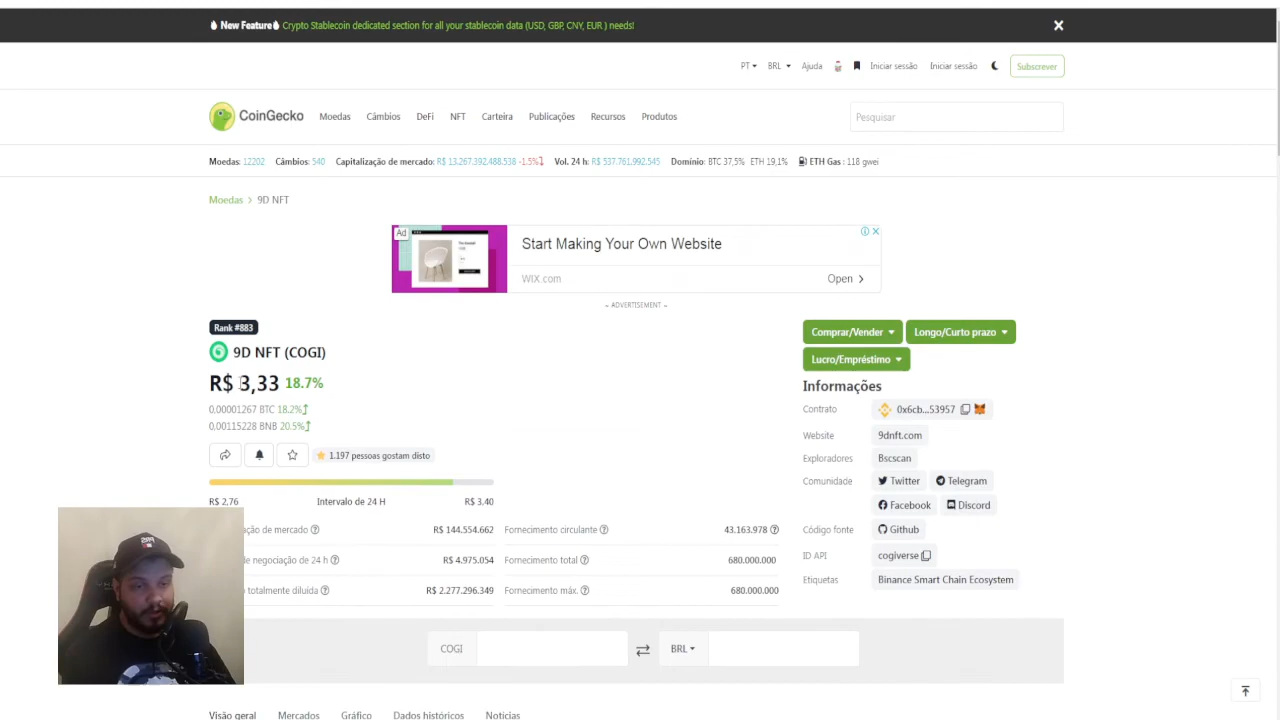 New Feature Crypto Stablecoin dedicated section for all your stablecoin data (USD, GBP, CNY, EUR ) needs!
PT BRL Ajuda Iniciar sessão Iniciar sessão Subscrever
CoinGecko Moedas Câmbios DeFi NFT Carteira Publicações Recursos Produtos Pesquisar
Moedas: 12202 Câmbios: 540 Capitalização de mercado: R$ 13.267.392.488.538 -1.5% Vol. 24 h: R$ 537.761.992.545 Domínio: BTC 37,5% ETH 19,1% ETH Gas : 118 gwei
Moedas > 9D NFT
Ad
Start Making Your Own Website
WIX.com Open
– ADVERTISEMENT –
Rank #883
9D NFT (COGI)
R$ 3,33 18.7%
0,00001267 BTC 18.2%
0,00115228 BNB 20.5%
1.197 pessoas gostam disto
R$ 2,76 Intervalo de 24 H R$ 3,40
ação de mercado R$ 144.554.662
de negociação de 24 h R$ 4.975.054
totalmente diluída R$ 2.277.296.349
Fornecimento circulante 43.163.978
Fornecimento total 680.000.000
Fornecimento máx. 680.000.000
Comprar/Vender Longo/Curto prazo
Lucro/Empréstimo
Informações
Contrato 0x6cb...53957
Website 9dnft.com
Exploradores Bscscan
Comunidade Twitter Telegram
Facebook Discord
Código fonte Github
ID API cogiverse
Etiquetas Binance Smart Chain Ecosystem
COGI BRL
Visão geral Mercados Gráfico Dados históricos Notícias